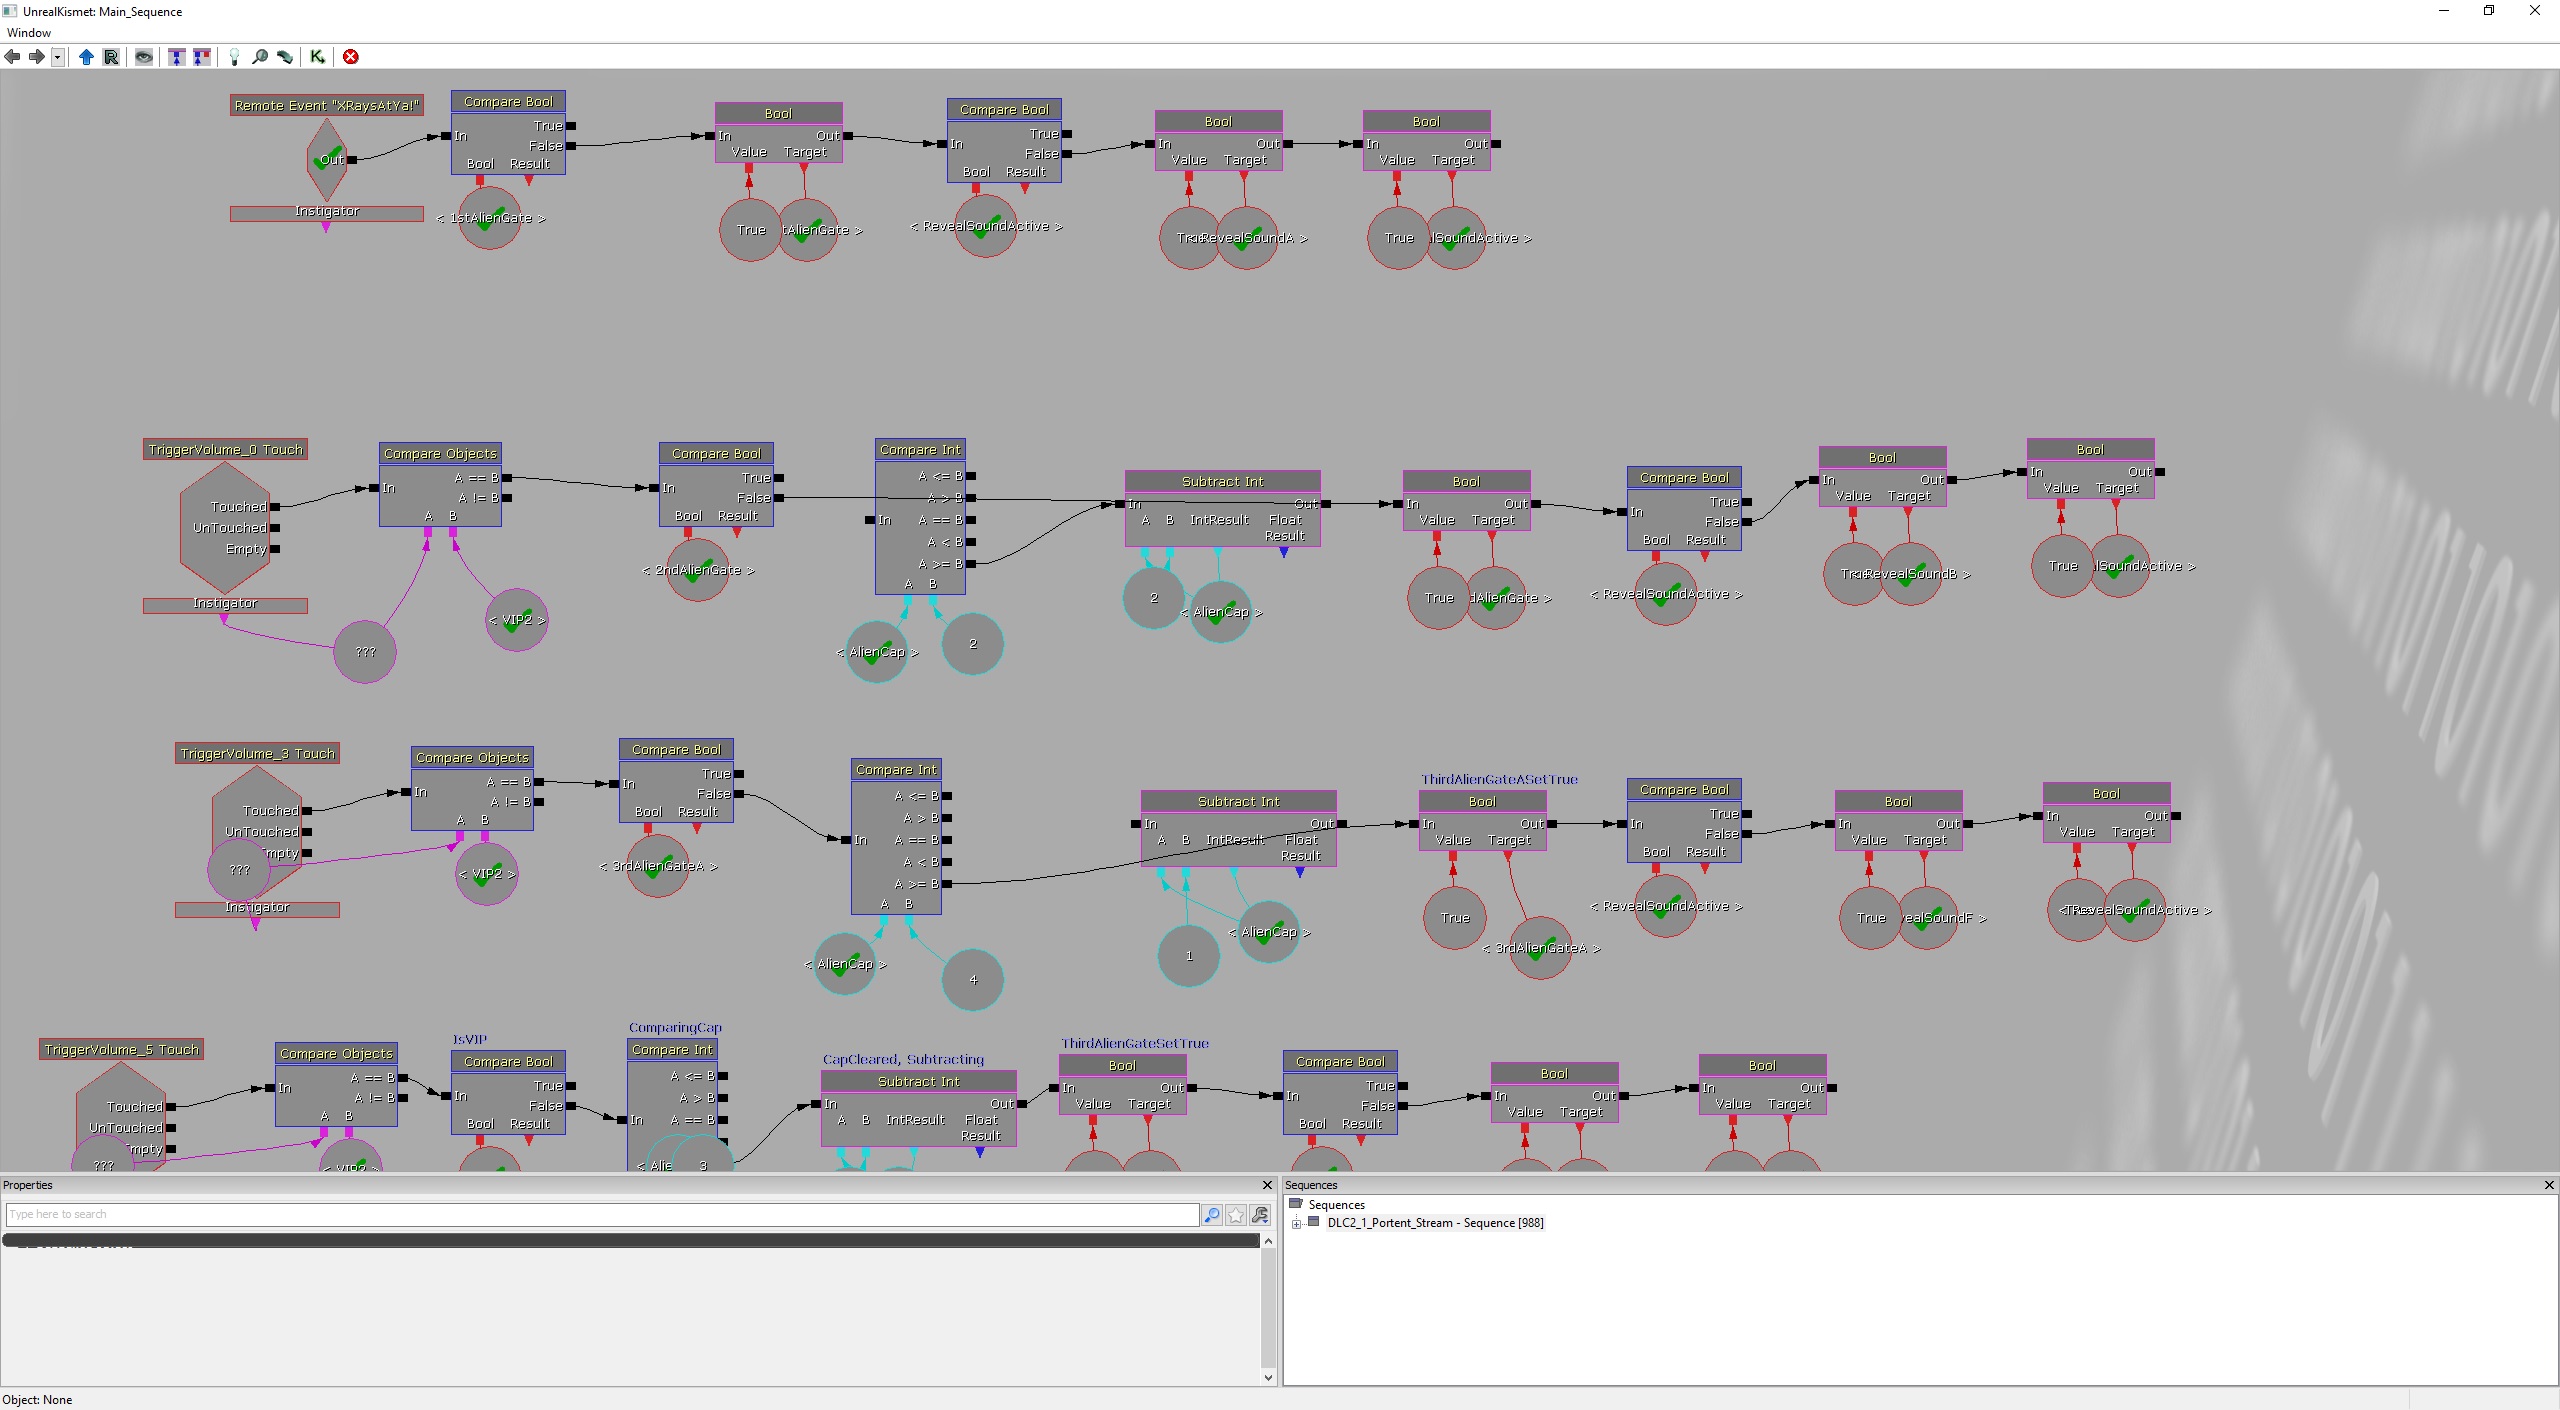 UnrealKismet: Main_Sequence
Window
Remote Event "XRaysAtYa!"
Out
Instigator
Compare Bool
In True False
Bool Result
< 1stAlienGate >
Bool
In Out
Value Target
True tAlienGate >
Compare Bool
In True False
Bool Result
< RevealSoundActive >
Bool
In Out
Value Target
RevealSoundA >
Bool
In Out
Value Target
True lSoundActive >
TriggerVolume_0 Touch
Touched
UnTouched
Empty
Instigator
???
Compare Objects
In A == B
A != B
A B
< VIP2 >
Compare Bool
In True False
Bool Result
< 2ndAlienGate >
Compare Int
A <= B
A > B
In A == B
A < B
A >= B
A B
< AlienCap > 2
Subtract Int
In Out
A B IntResult Float Result
2 < AlienCap >
Bool
In Out
Value Target
True dAlienGate >
Compare Bool
In True False
Bool Result
< RevealSoundActive >
Bool
In Out
Value Target
RevealSoundB >
Bool
In Out
Value Target
True lSoundActive >
TriggerVolume_3 Touch
Touched
UnTouched
Empty
???
Instigator
Compare Objects
In A == B
A != B
A B
< VIP2 >
Compare Bool
In True False
Bool Result
< 3rdAlienGateA >
Compare Int
A <= B
A > B
In A == B
A < B
A >= B
A B
< AlienCap > 4
Subtract Int
In Out
A B IntResult Float Result
1 < AlienCap >
ThirdAlienGateASetTrue
Bool
In Out
Value Target
True < 3rdAlienGateA >
Compare Bool
In True False
Bool Result
< RevealSoundActive >
Bool
In Out
Value Target
True ealSoundF >
Bool
In Out
Value Target
RevealSoundActive >
TriggerVolume_5 Touch
Touched
UnTouched
mpty
???
Compare Objects
In A == B
A != B
A B
< VIP2 >
IsVIP
Compare Bool
In True False
Bool Result
ComparingCap
Compare Int
A <= B
A > B
In A == B
< Alie 3
CapCleared, Subtracting
Subtract Int
In Out
A B IntResult Float Result
ThirdAlienGateSetTrue
Bool
In Out
Value Target
Compare Bool
In True False
Bool Result
Bool
In Out
Value Target
Bool
In Out
Value Target
Properties
Type here to search
Sequences
Sequences
DLC2_1_Portent_Stream - Sequence [988]
Object: None